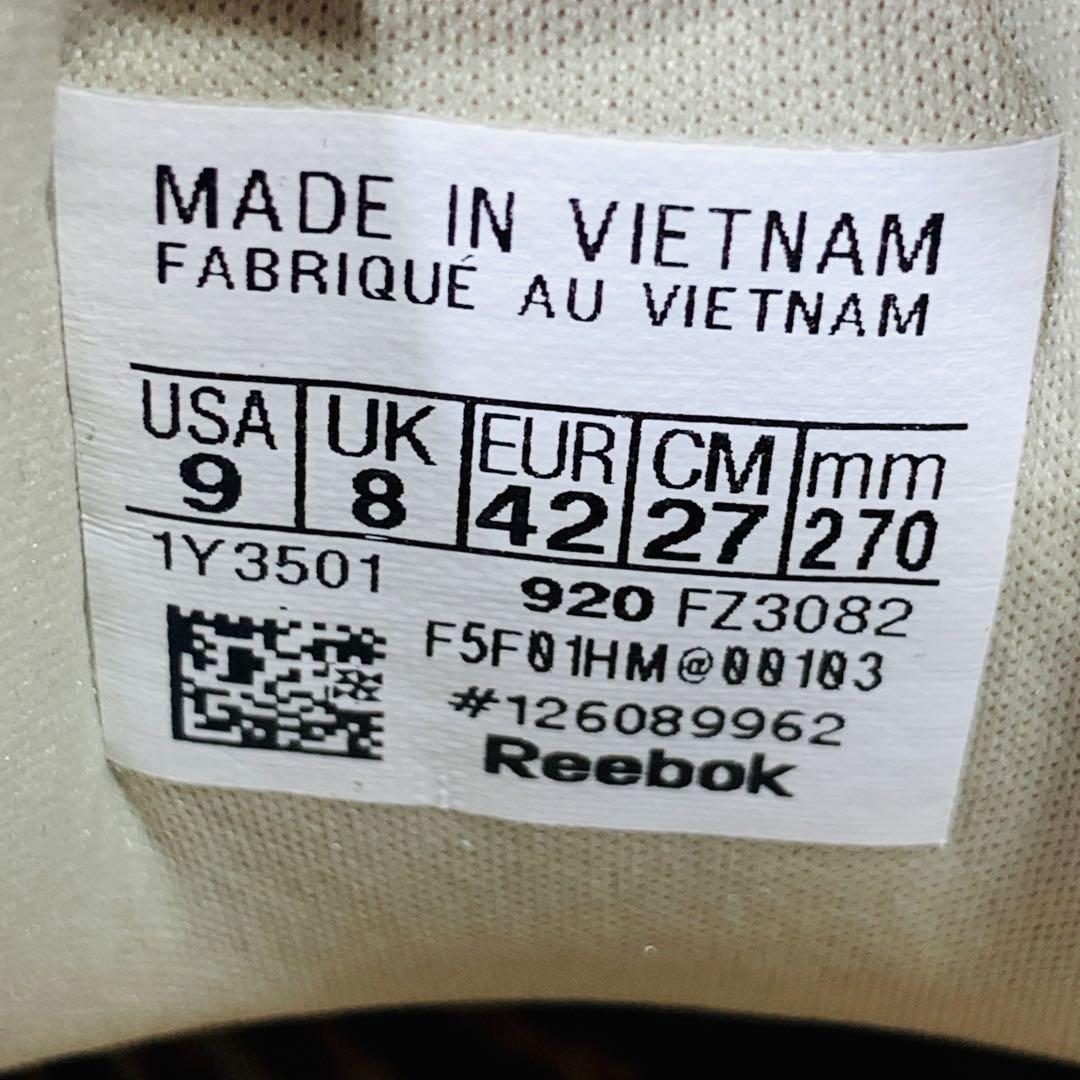 MADE IN VIETNAM
FABRIQUÉ AU VIETNAM
USA UK EUR CM mm
9 8 42 27 270
1Y3501 920 FZ3082
F5F01HM@00103
#126089962
Reebok